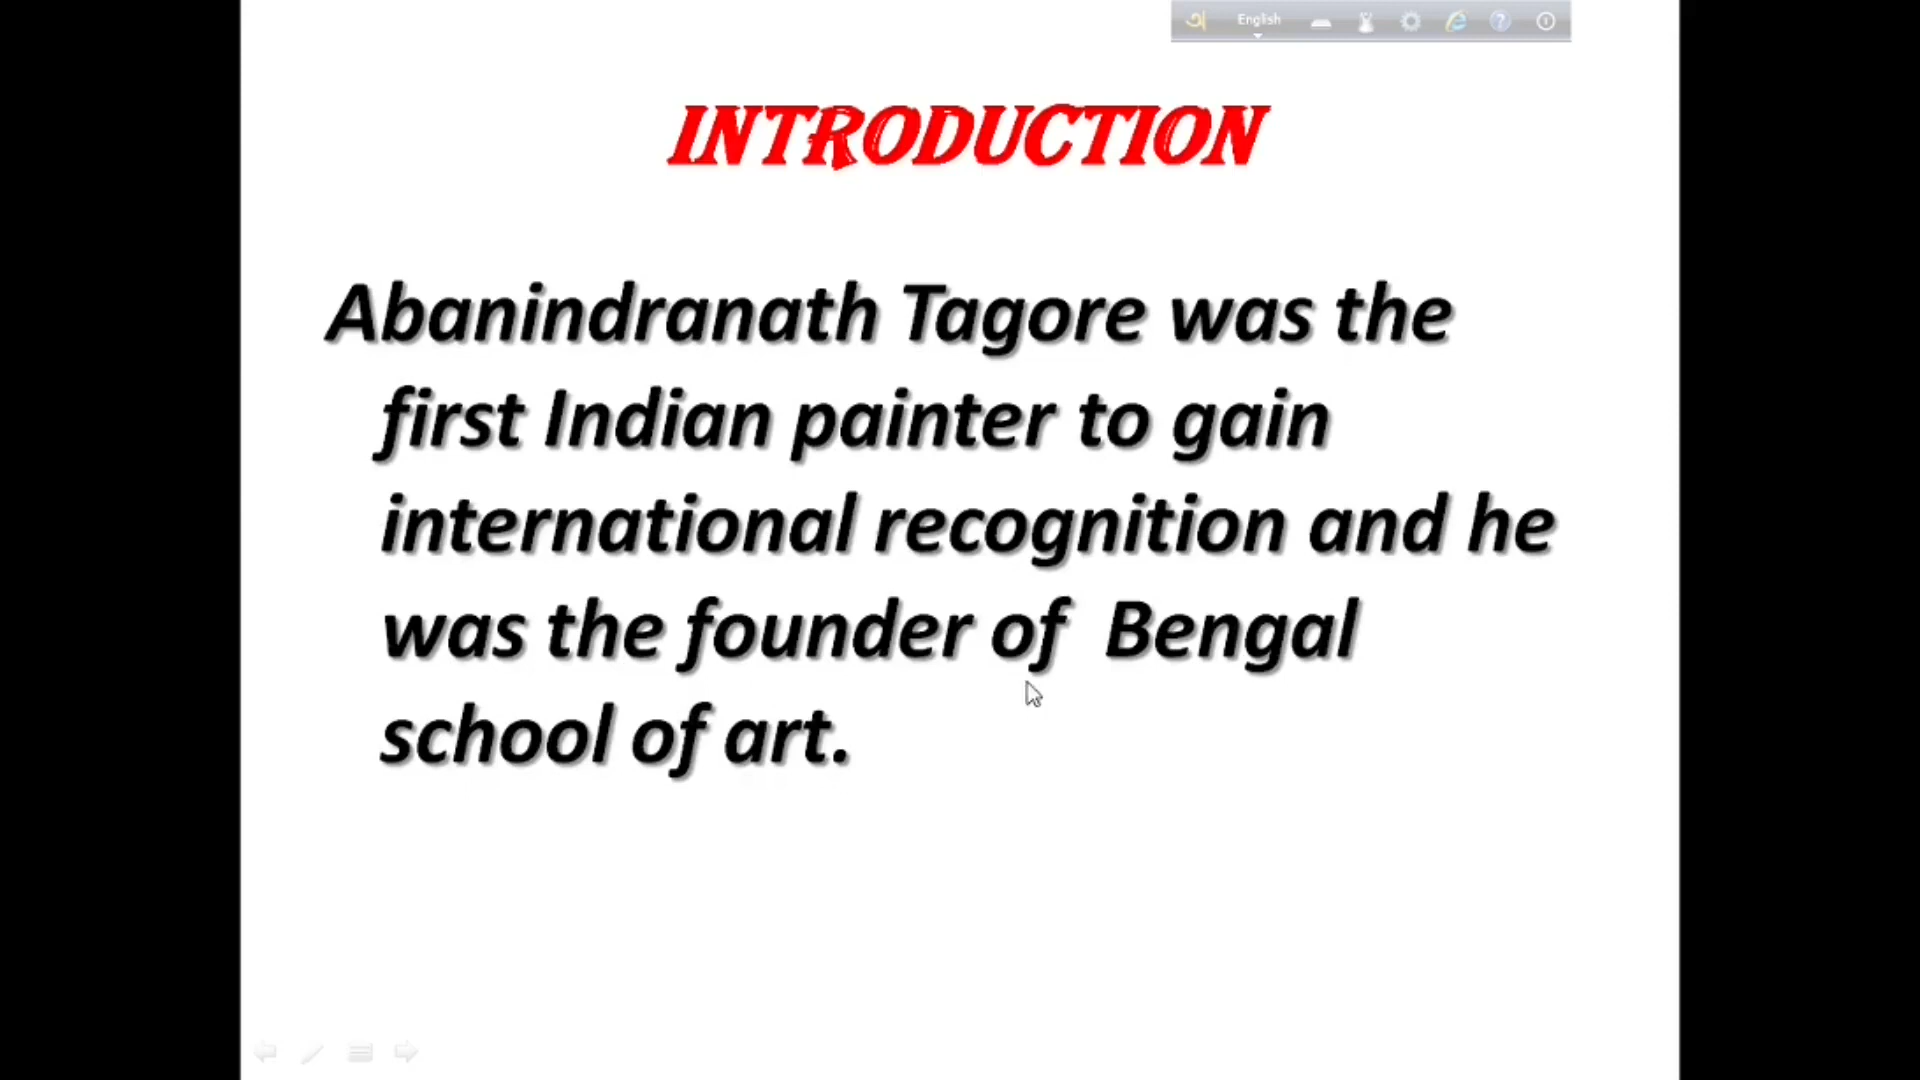 English
INTRODUCTION
Abanindranath Tagore was the
first Indian painter to gain
international recognition and he
was the founder of Bengal
school of art.